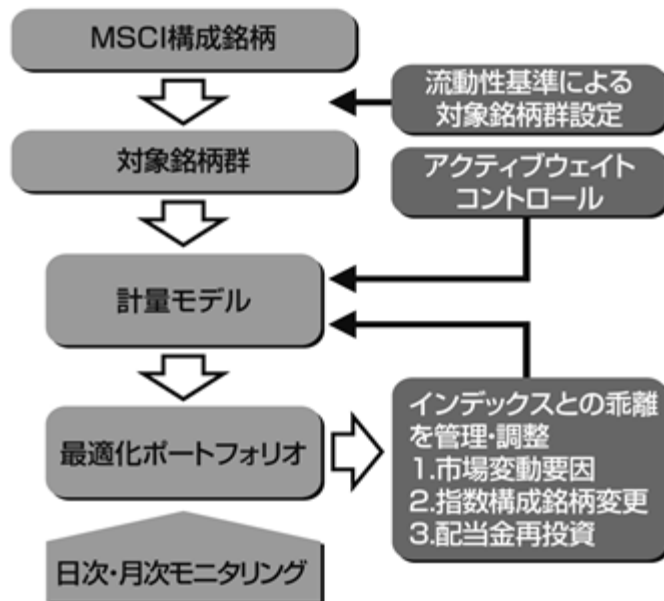 MSCI構成銘柄
流動性基準による
対象銘柄群設定
対象銘柄群
アクティブウェイト
コントロール
計量モデル
最適化ポートフォリオ
インデックスとの乖離
を管理・調整
1.市場変動要因
2.指数構成銘柄変更
3.配当金再投資
日次・月次モニタリング